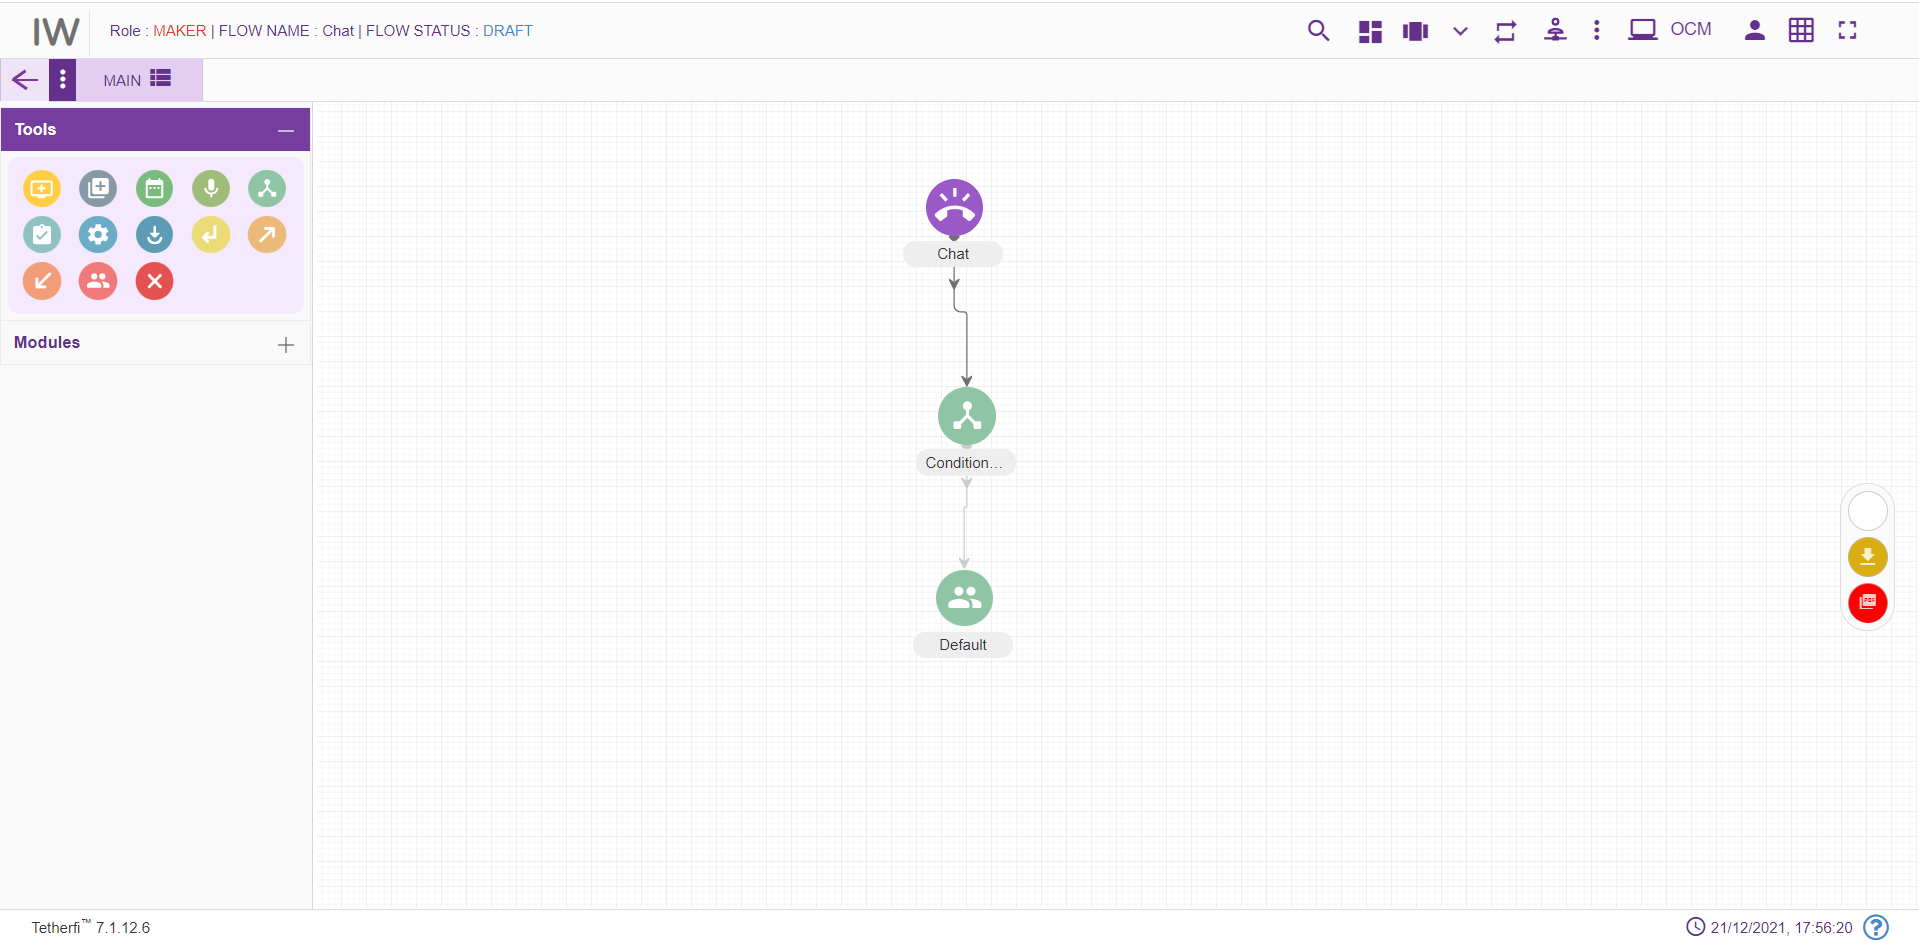 IW
Role : MAKER | FLOW NAME : Chat | FLOW STATUS : DRAFT
OCM
MAIN
Tools
Modules
Chat
Condition...
Default
PDF
Tetherfi™ 7.1.12.6
21/12/2021, 17:56:20
?